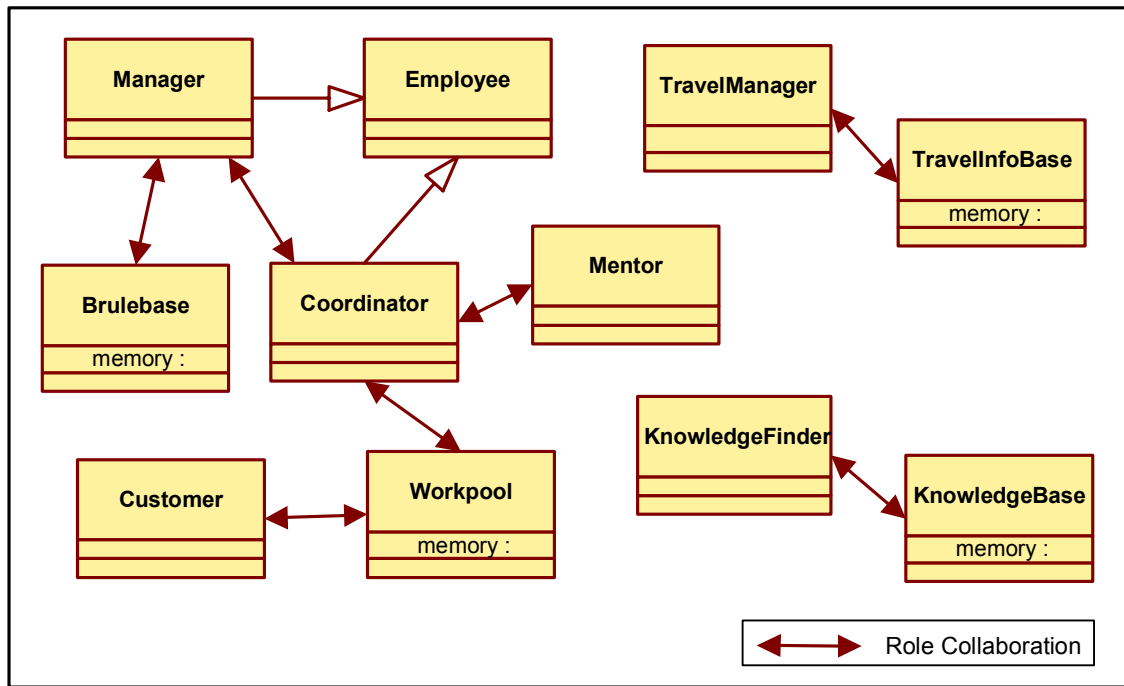 Manager
Employee
TravelManager
TravelInfoBase
memory :
Brulebase
memory :
Coordinator
Mentor
Customer
Workpool
memory :
KnowledgeFinder
KnowledgeBase
memory :
Role Collaboration